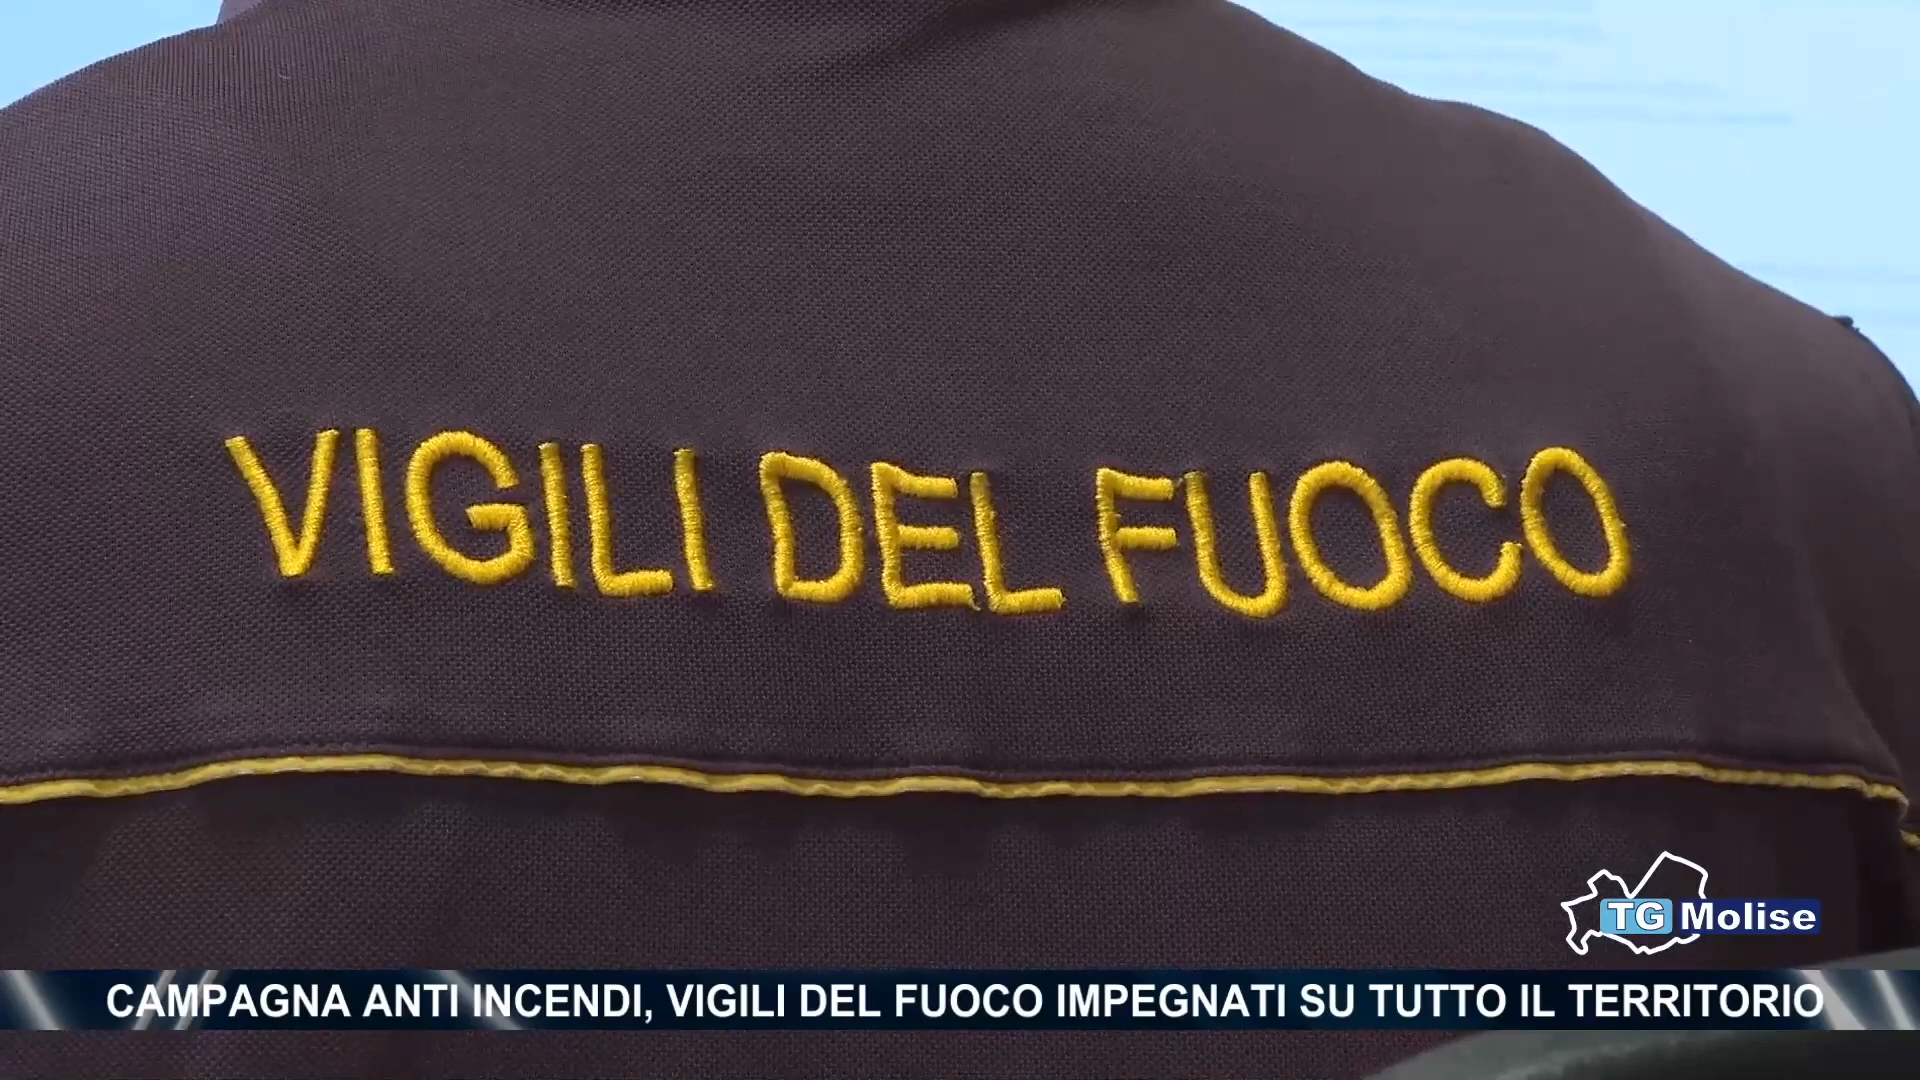 VIGILI DEL FUOCO
TG Molise
CAMPAGNA ANTI INCENDI, VIGILI DEL FUOCO IMPEGNATI SU TUTTO IL TERRITORIO